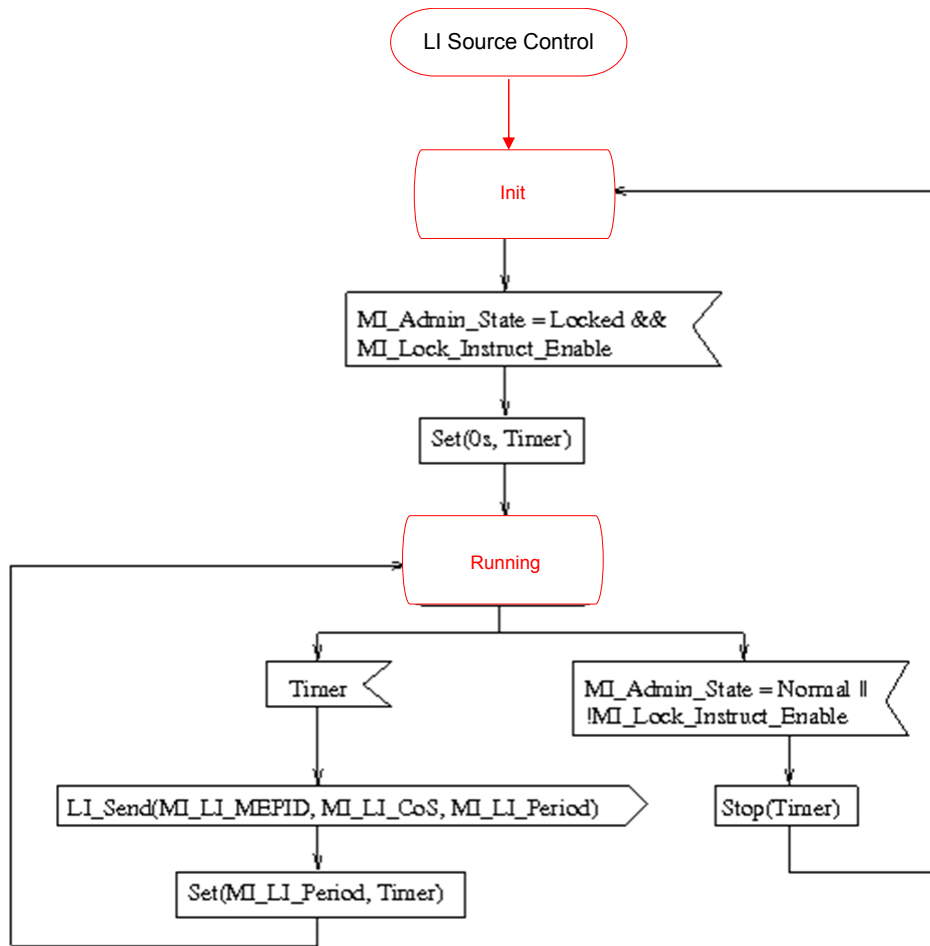 LI Source Control
Init
MI_Admin_State = Locked &&
MI_Lock_Instruct_Enable
Set(0s, Timer)
Running
Timer
MI_Admin_State = Normal ||
!MI_Lock_Instruct_Enable
LI_Send(MI_LI_MEPID, MI_LI_CoS, MI_LI_Period)
Stop(Timer)
Set(MI_LI_Period, Timer)